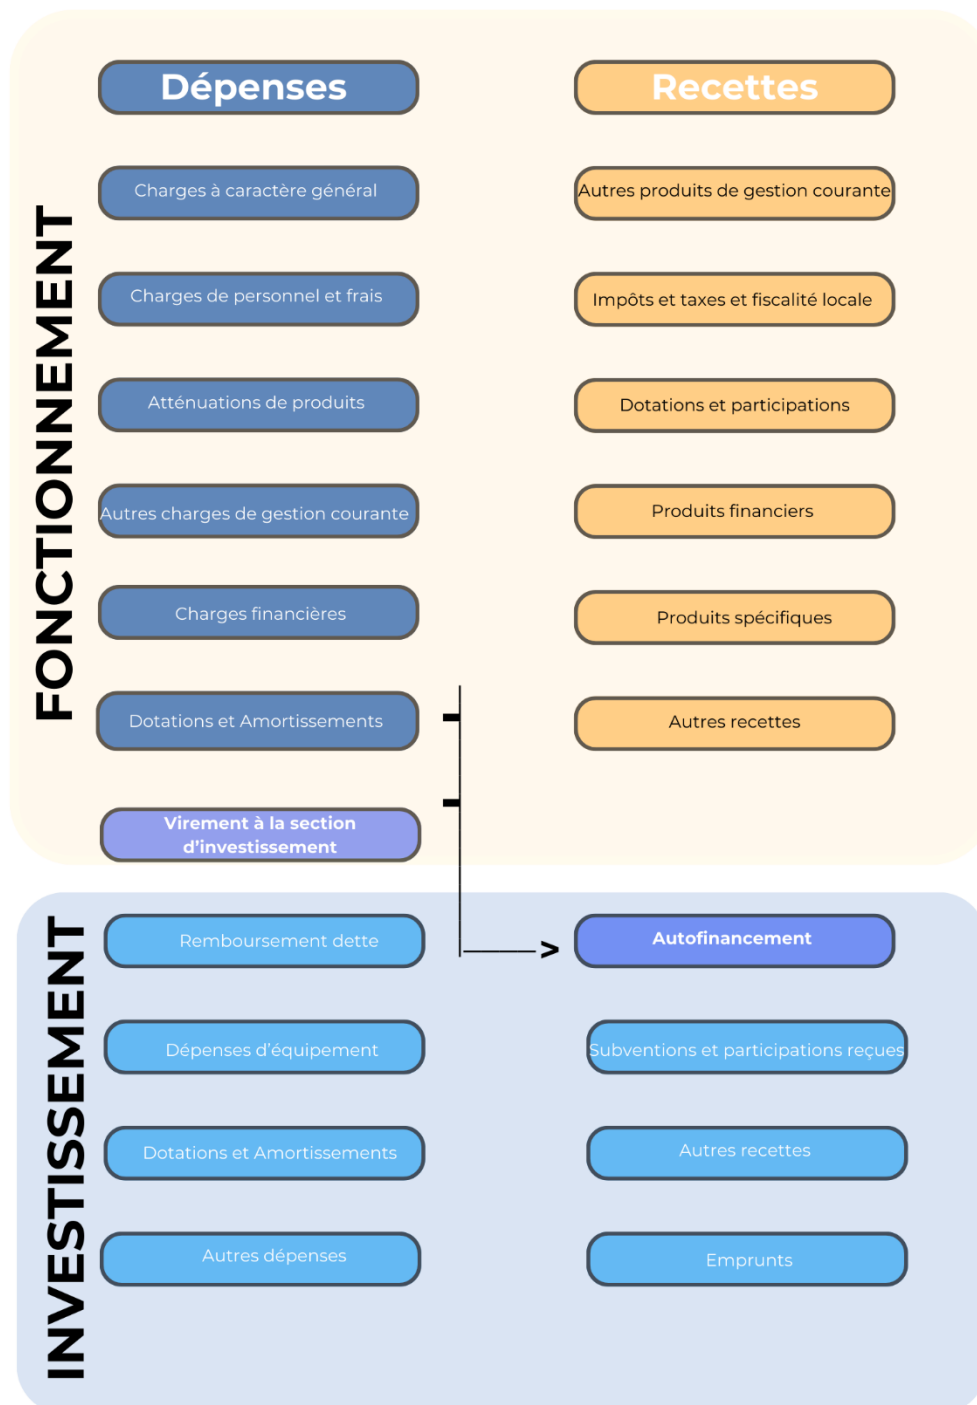 Dépenses
Recettes
FONCTIONNEMENT
Charges à caractère général
Autres produits de gestion courante
Charges de personnel et frais
Impôts et taxes et fiscalité locale
Atténuations de produits
Dotations et participations
Autres charges de gestion courante
Produits financiers
Charges financières
Produits spécifiques
Dotations et Amortissements
Autres recettes
Virement à la section
d'investissement
INVESTISSEMENT
Remboursement dette
Autofinancement
Dépenses d'équipement
Subventions et participations reçues
Dotations et Amortissements
Autres recettes
Autres dépenses
Emprunts